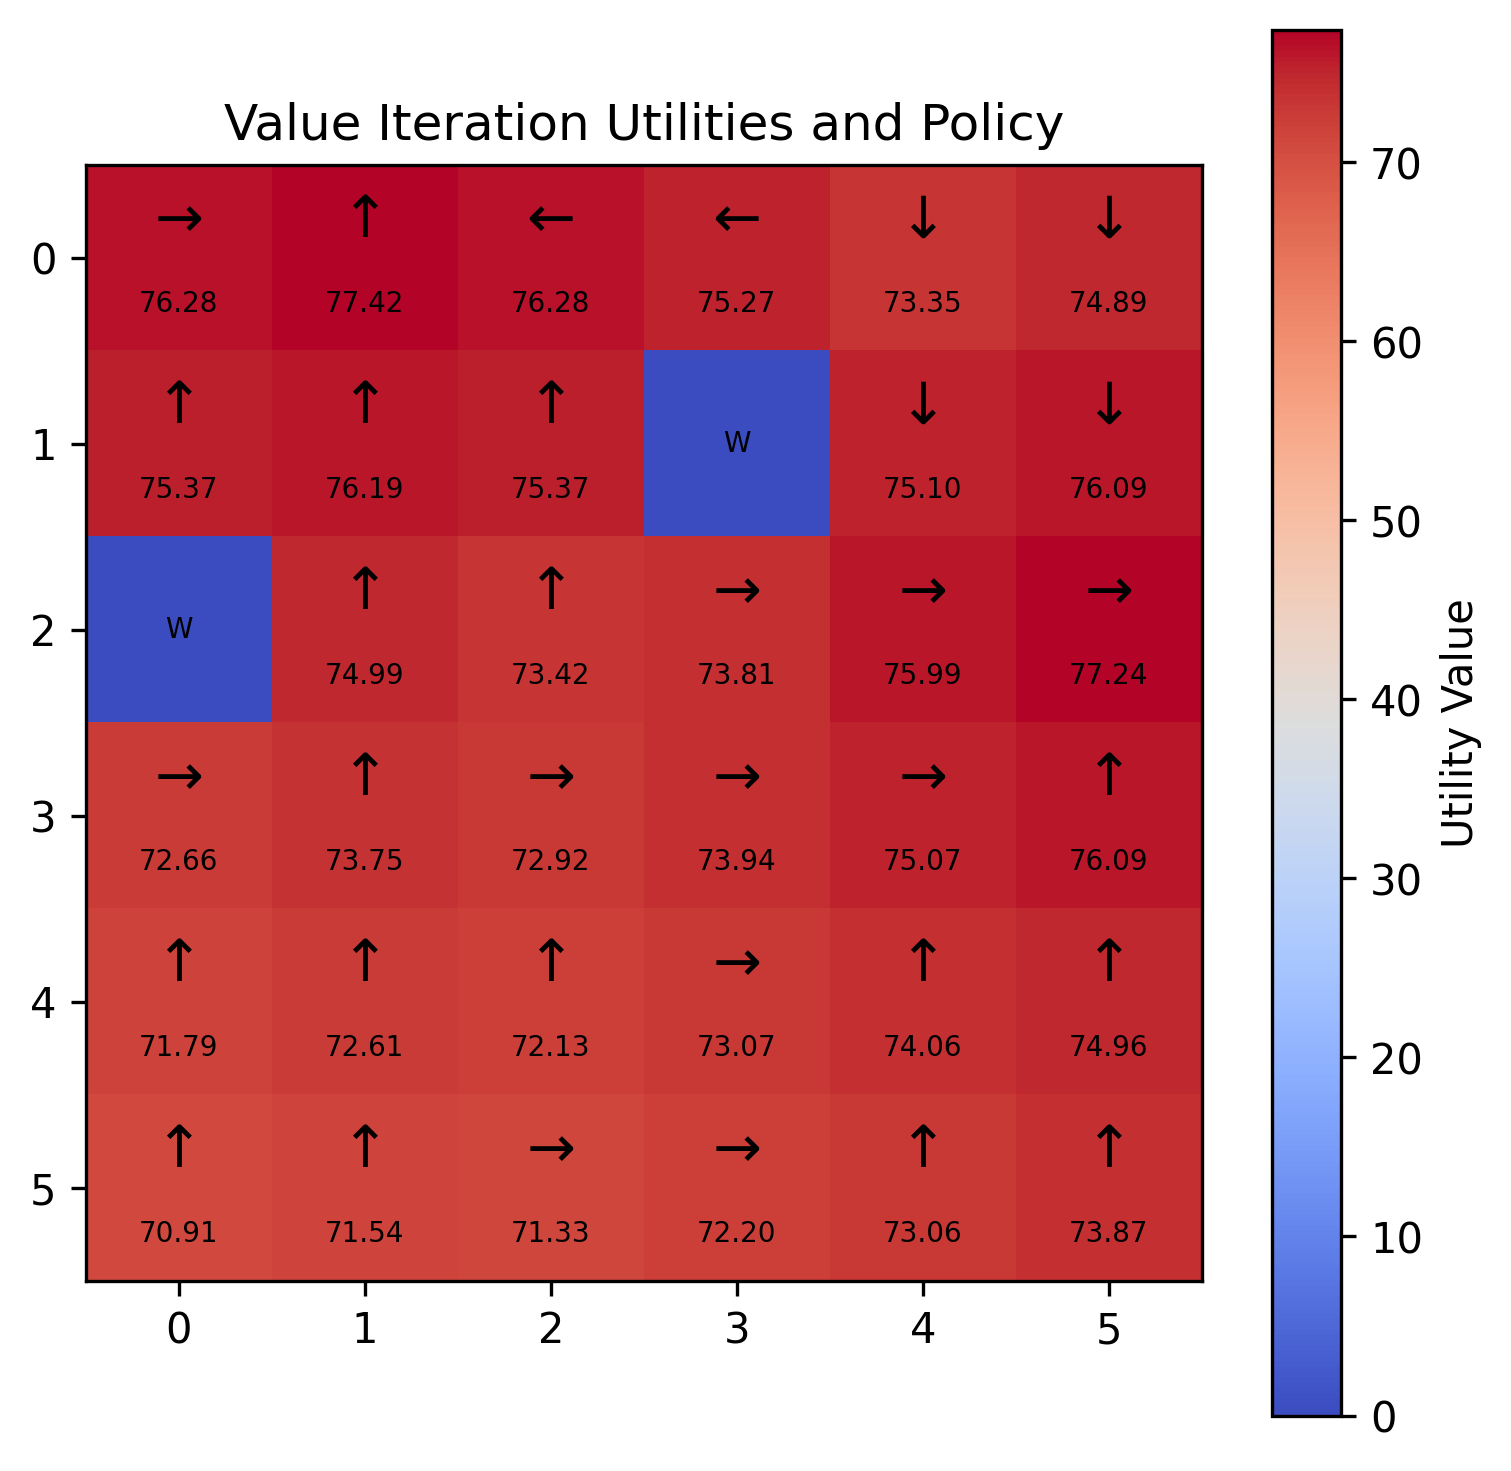 Value Iteration Utilities and Policy
0 → ↑ ← ← ↓ ↓
76.28 77.42 76.28 75.27 73.35 74.89
1 ↑ ↑ ↑ W ↓ ↓
75.37 76.19 75.37 75.10 76.09
2 W ↑ ↑ → → →
74.99 73.42 73.81 75.99 77.24
3 → ↑ → → → ↑
72.66 73.75 72.92 73.94 75.07 76.09
4 ↑ ↑ ↑ → ↑ ↑
71.79 72.61 72.13 73.07 74.06 74.96
5 ↑ ↑ → → ↑ ↑
70.91 71.54 71.33 72.20 73.06 73.87
0 1 2 3 4 5
70
60
50
40
30
20
10
0
Utility Value